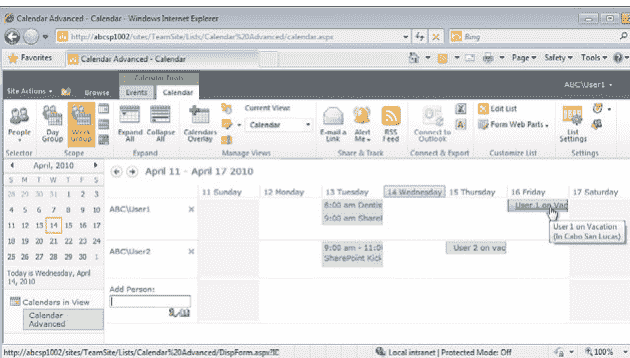 Calendar Advanced - Calendar - Windows Internet Explorer
http://abcsp1002/sites/TeamSite/Lists/Calendar%20Advanced/calendar.aspx
Bing
Favorites
Calendar Advanced - Calendar
Page
Safety
Tools
Calendar Tools
ABC\User1
Site Actions
Browse
Events
Calendar
People
Day Group
Week Group
Expand All
Collapse All
Calendars Overlay
Current View:
Calendar
E-mail a Link
Alert Me
RSS Feed
Connect to Outlook
Edit List
Form Web Parts
List Settings
Selector
Scope
Expand
Manage Views
Share & Track
Connect & Export
Customize List
Settings
April, 2010
S M T W T F S
28 29 30 31 1 2 3
4 5 6 7 8 9 10
11 12 13 14 15 16 17
18 19 20 21 22 23 24
25 26 27 28 29 30 1
Today is Wednesday, April
14, 2010
Calendars in View
Calendar
Advanced
April 11 - April 17 2010
11 Sunday
12 Monday
13 Tuesday
14 Wednesday
15 Thursday
16 Friday
17 Saturday
ABC\User1
8:00 am Dentis
9:00 am Sharel
User 1 on Vac
User1 on Vacation
(In Cabo San Lucas)
ABC\User2
9:00 am - 11:0
SharePoint Kick
User 2 on vac
Add Person:
http://abcsp1002/sites/TeamSite/Lists/Calendar%20Advanced/DispForm.aspx?ID
Local intranet | Protected Mode: Off
100%